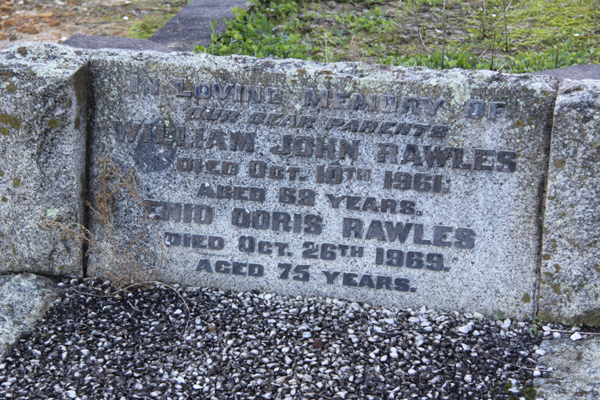 IN LOVING MEMORY OF
OUR DEAR PARENTS
WILLIAM JOHN RAWLES
DIED OCT. 10TH 1961.
AGED 68 YEARS.
ENID DORIS RAWLES
DIED OCT. 26TH 1969.
AGED 75 YEARS.